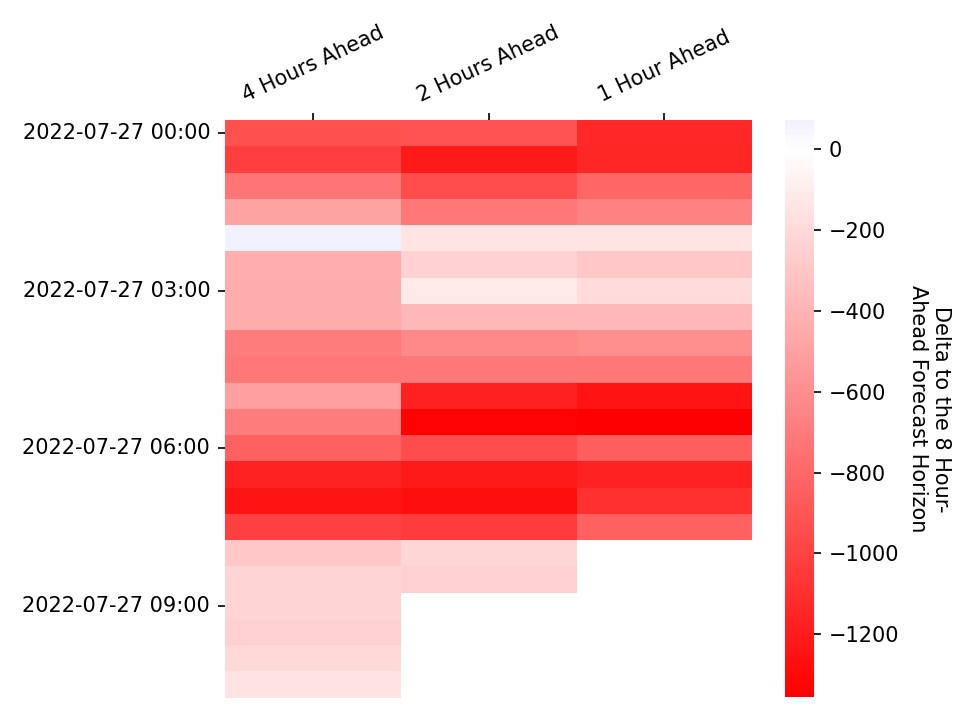 4 Hours Ahead
2 Hours Ahead
1 Hour Ahead
2022-07-27 00:00
2022-07-27 03:00
2022-07-27 06:00
2022-07-27 09:00
0
−200
−400
−600
−800
−1000
−1200
Delta to the 8 Hour-
Ahead Forecast Horizon